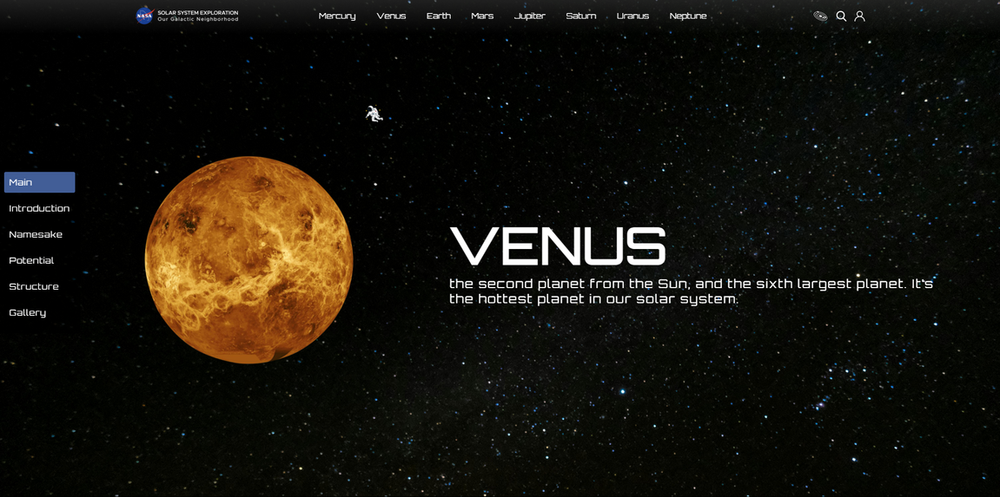 NASA
SOLAR SYSTEM EXPLORATION
Our Galactic Neighborhood
Mercury
Venus
Earth
Mars
Jupiter
Saturn
Uranus
Neptune
Main
Introduction
Namesake
Potential
Structure
Gallery
VENUS
the second planet from the Sun, and the sixth largest planet. It's
the hottest planet in our solar system.